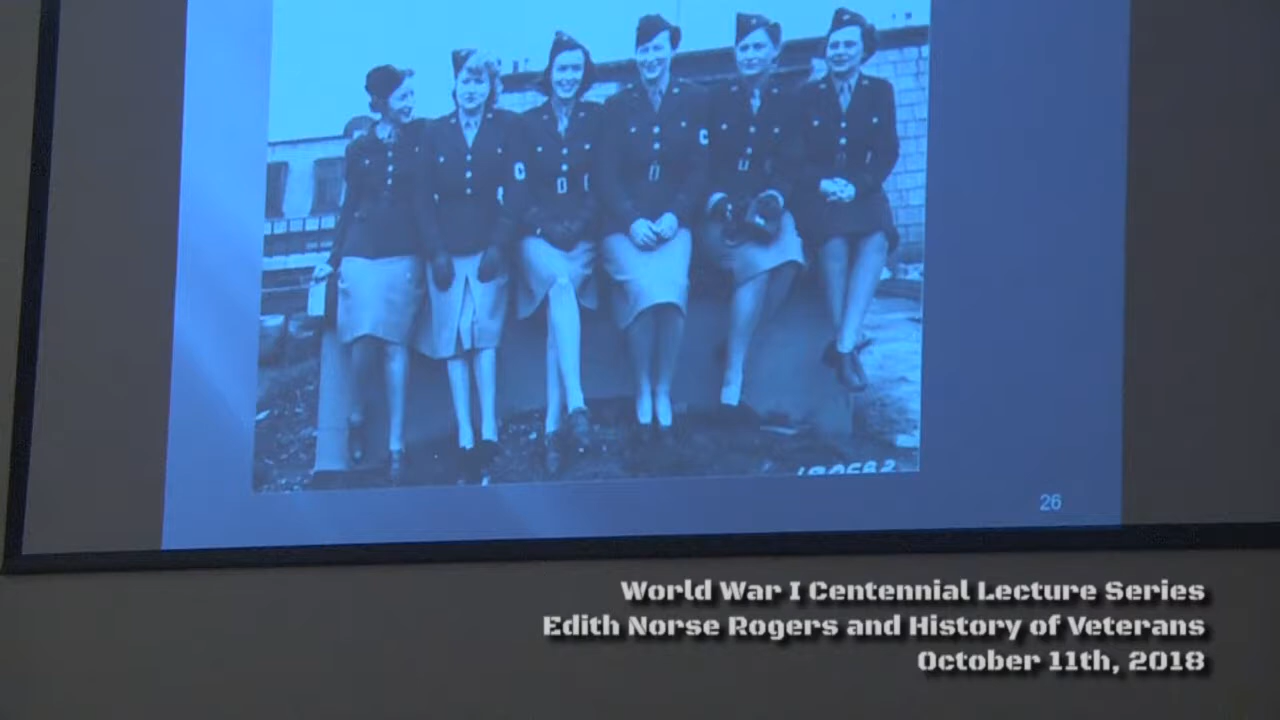 C
C
26
World War I Centennial Lecture Series
Edith Norse Rogers and History of Veterans
October 11th, 2018